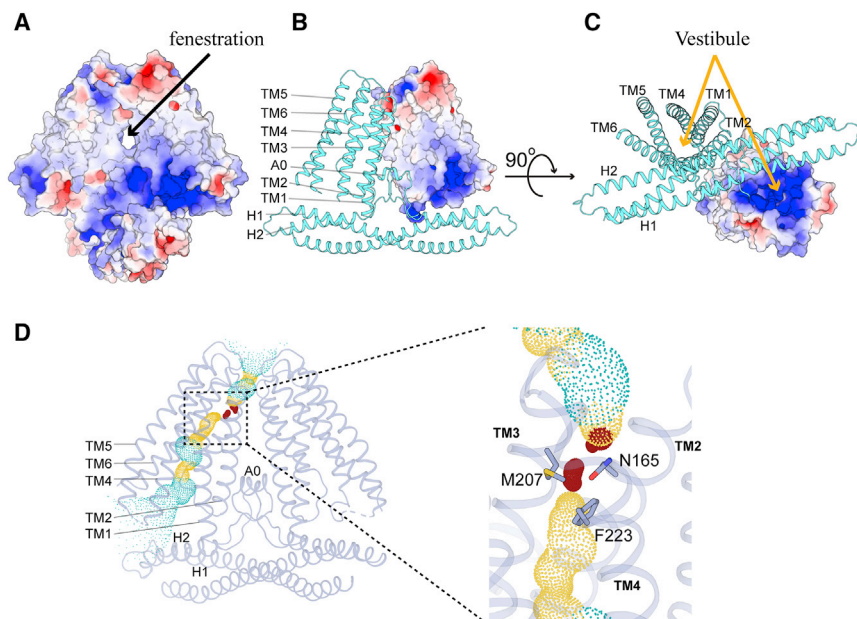 A
fenestration
B
TM5
TM6
TM4
TM3
A0
TM2
TM1
H1
H2
90°
C
Vestibule
TM5
TM4
TM1
TM6
TM2
H2
H1
D
TM5
TM6
TM4
A0
TM2
TM1
H2
H1
TM3
TM2
M207
N165
F223
TM4